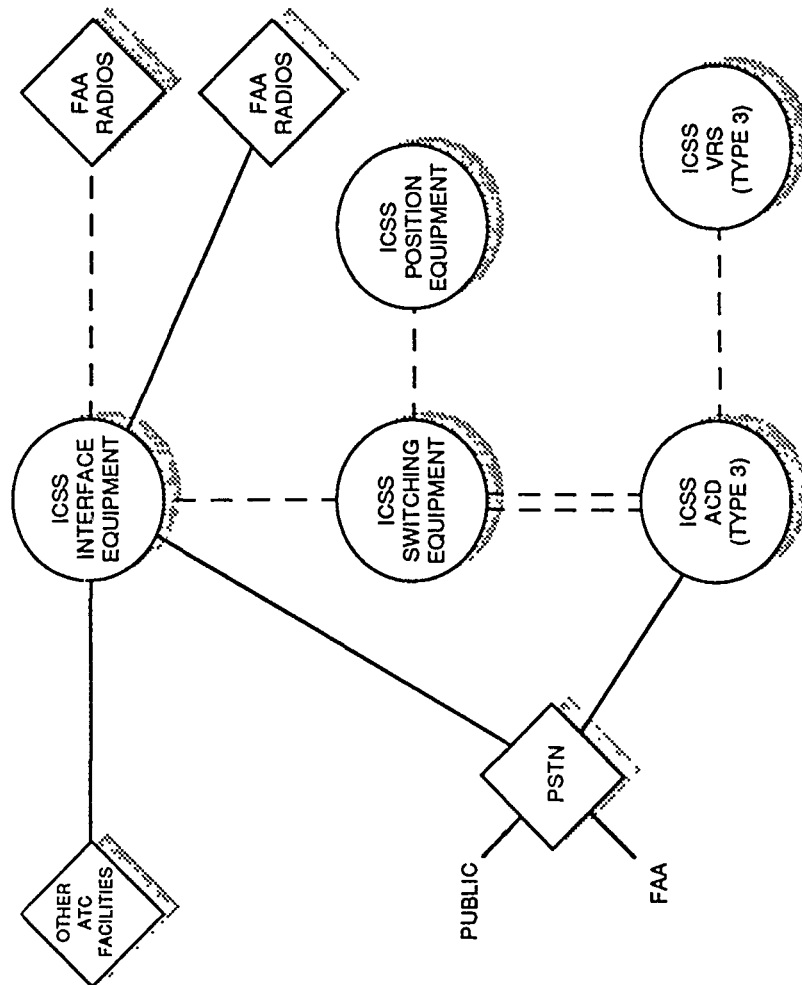 OTHER
ATC
FACILITIES
ICSS
INTERFACE
EQUIPMENT
FAA
RADIOS
FAA
RADIOS
ICSS
SWITCHING
EQUIPMENT
ICSS
POSITION
EQUIPMENT
PUBLIC
PSTN
FAA
ICSS
ACD
(TYPE 3)
ICSS
VRS
(TYPE 3)